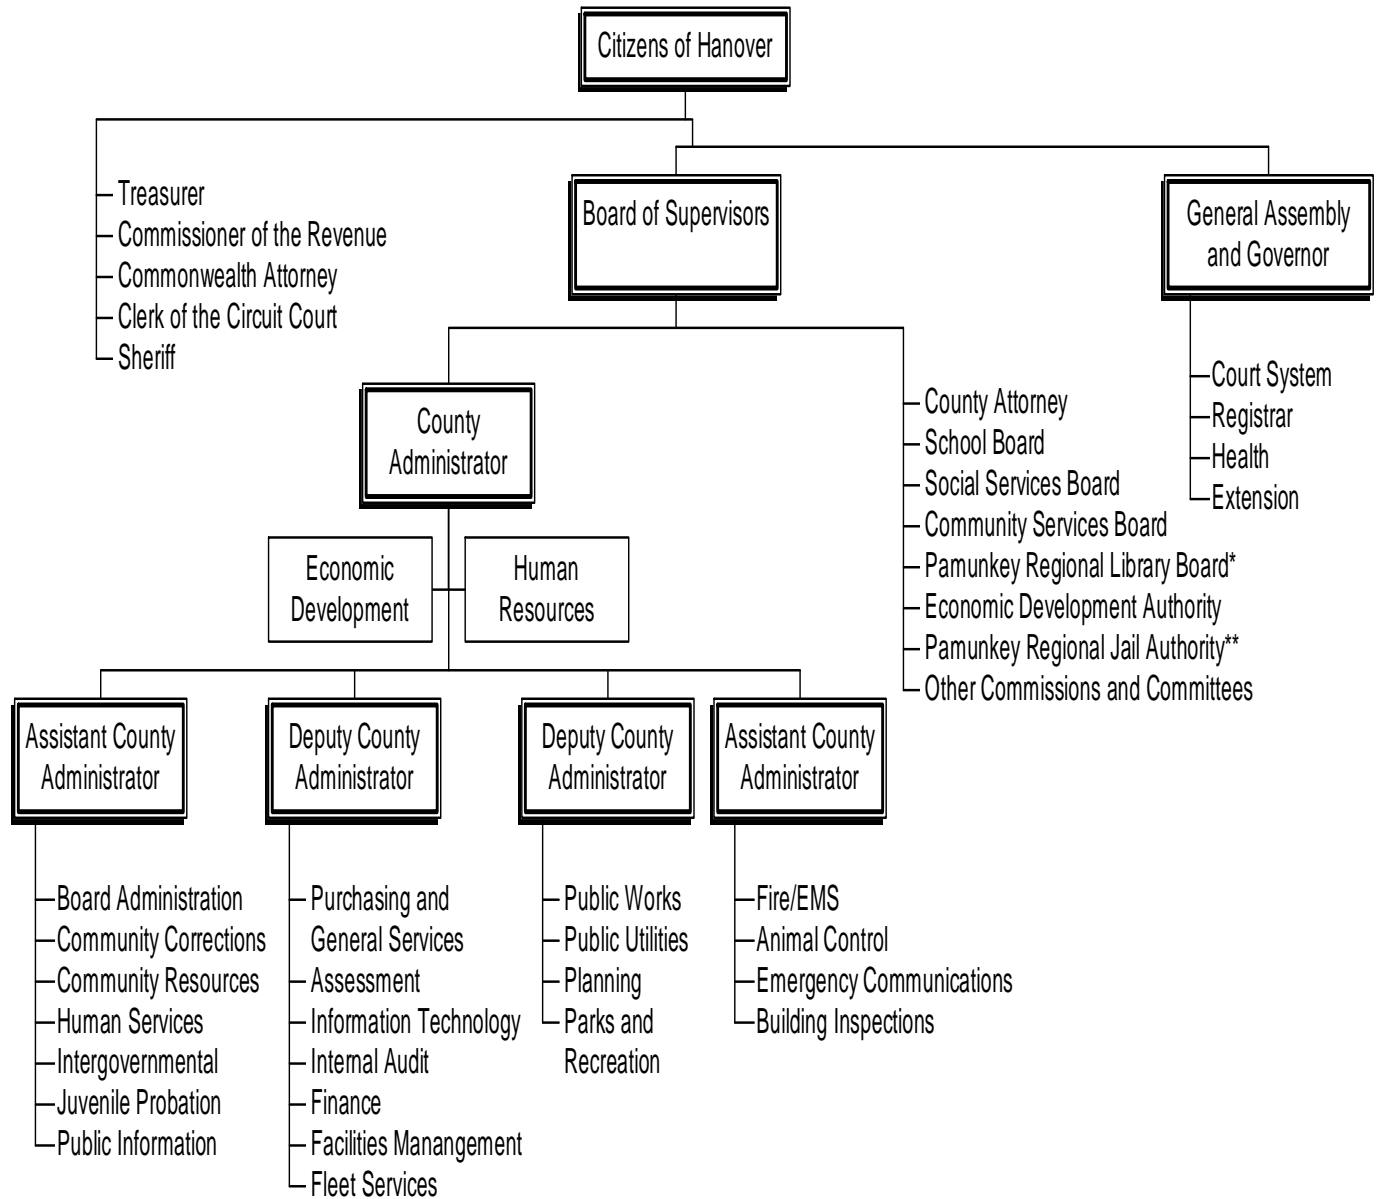 Citizens of Hanover
Treasurer
Commissioner of the Revenue
Commonwealth Attorney
Clerk of the Circuit Court
Sheriff
Board of Supervisors
General Assembly
and Governor
Court System
Registrar
Health
Extension
County
Administrator
County Attorney
School Board
Social Services Board
Community Services Board
Pamunkey Regional Library Board*
Economic Development Authority
Pamunkey Regional Jail Authority**
Other Commissions and Committees
Economic
Development
Human
Resources
Assistant County
Administrator
Board Administration
Community Corrections
Community Resources
Human Services
Intergovernmental
Juvenile Probation
Public Information
Deputy County
Administrator
Purchasing and
General Services
Assessment
Information Technology
Internal Audit
Finance
Facilities Manangement
Fleet Services
Deputy County
Administrator
Public Works
Public Utilities
Planning
Parks and
Recreation
Assistant County
Administrator
Fire/EMS
Animal Control
Emergency Communications
Building Inspections